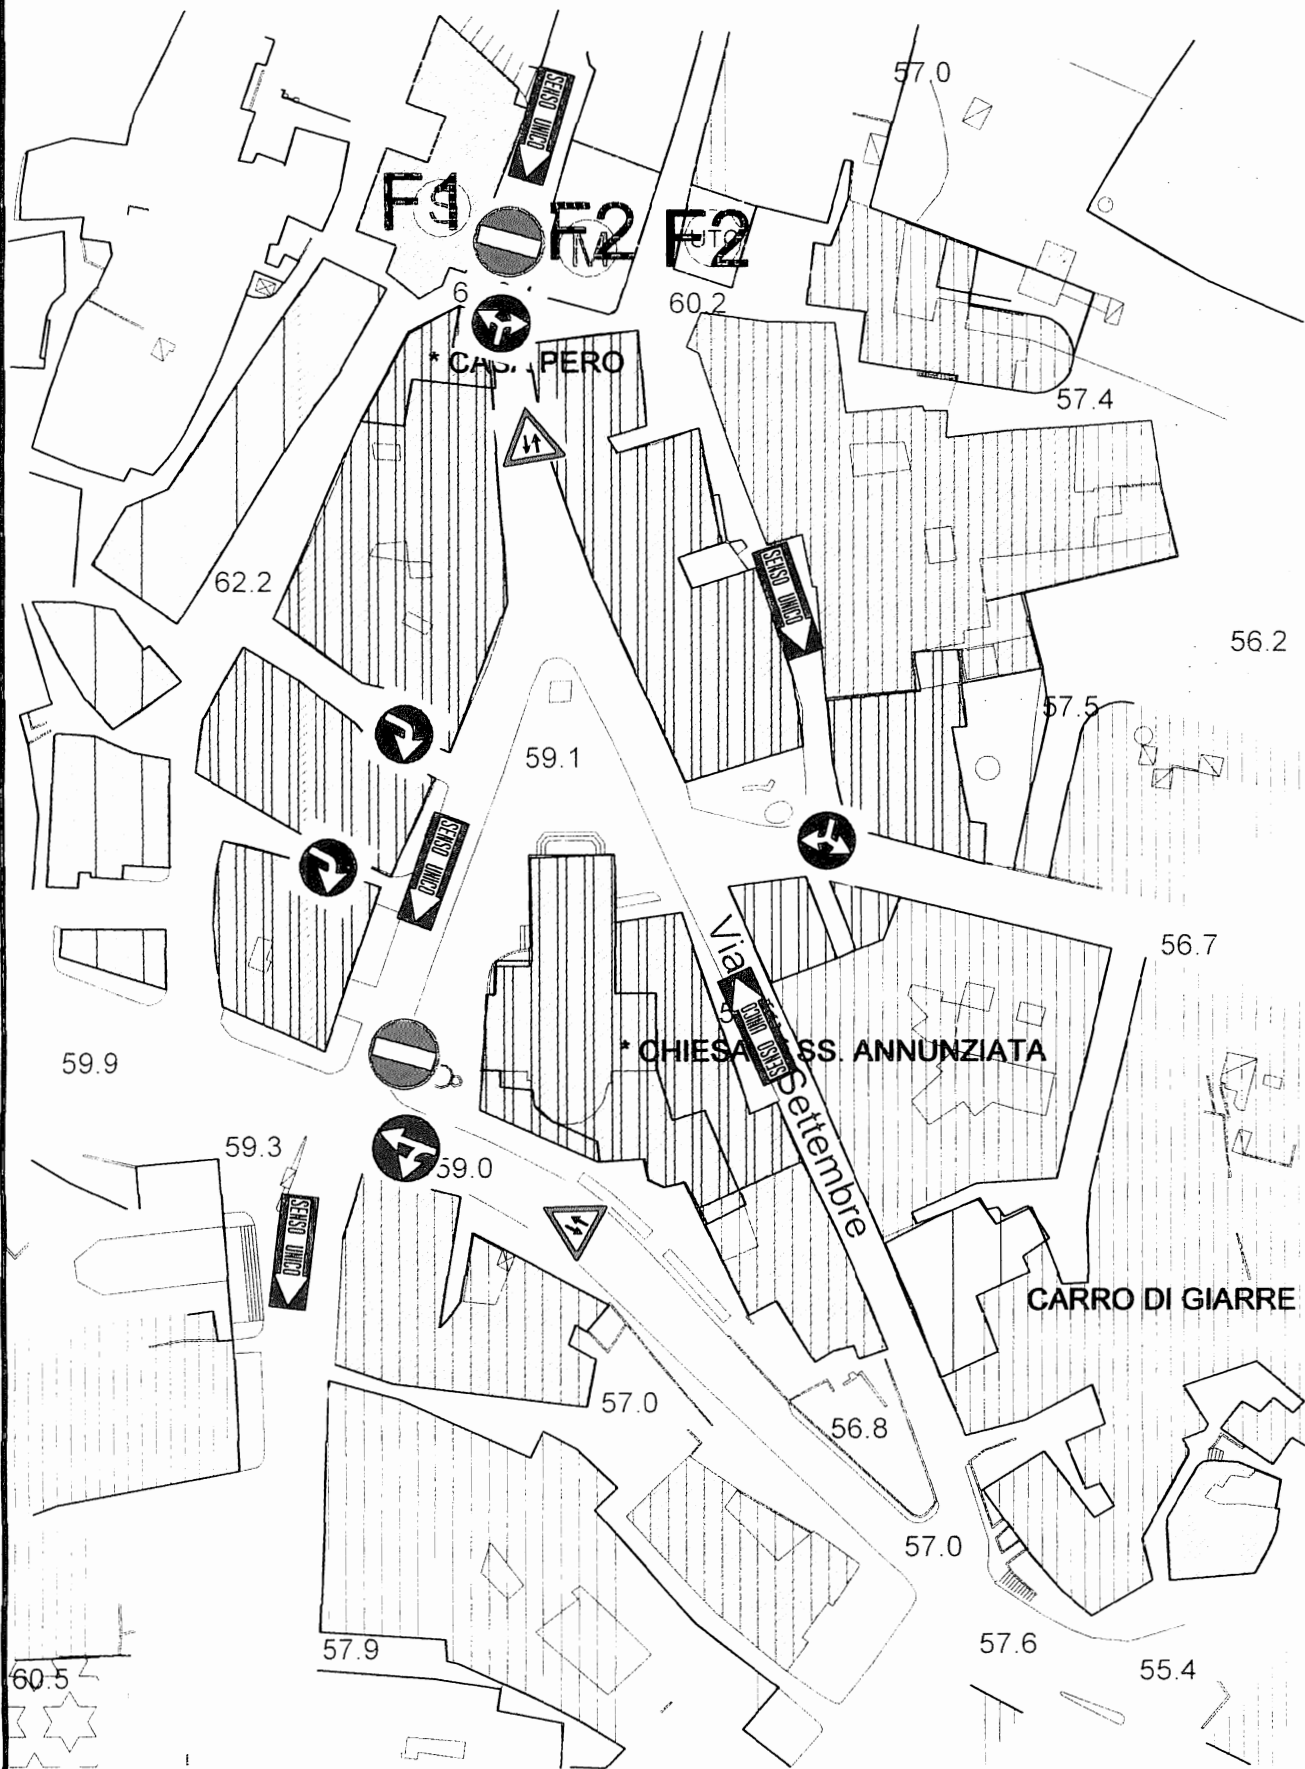 57.0
SENSO UNICO
F1
S
F2
M
F2
UTC
6
60.2
* CAS PERO
57.4
62.2
SENSO UNICO
56.2
57.5
59.1
SENSO UNICO
Via
56.7
5
SENSO UNICO
* CHIESA SS. ANNUNZIATA
59.9
Settembre
59.3
59.0
SENSO UNICO
CARRO DI GIARRE
57.0
56.8
57.0
57.6
57.9
55.4
60.5